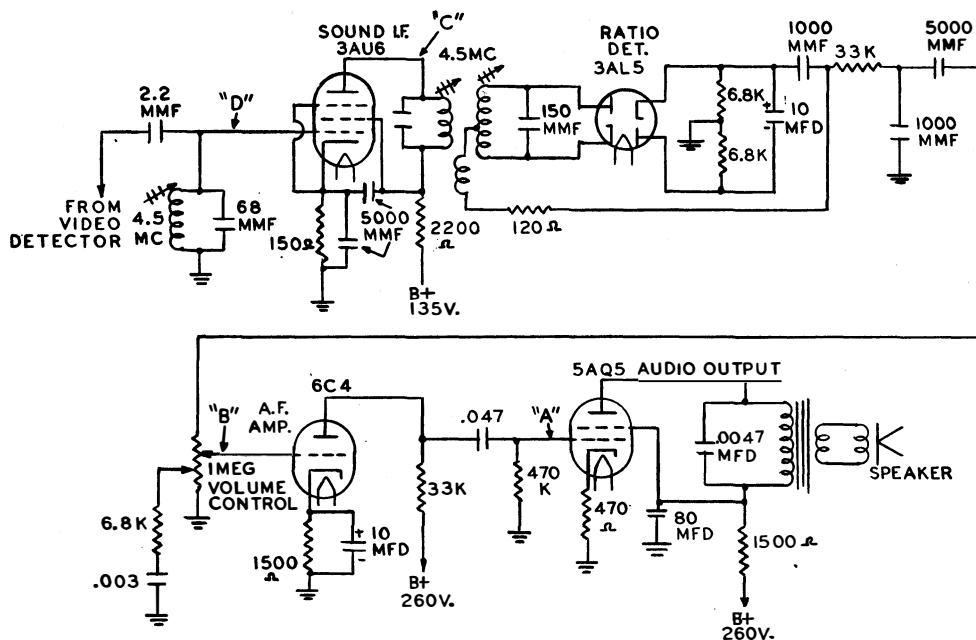 "C"
SOUND I.F.
3AU6
4.5MC
RATIO
DET.
3AL5
1000
MMF
33K
5000
MMF
2.2
MMF
"D"
150
MMF
6.8K
6.8K
+
-
10
MFD
1000
MMF
FROM
VIDEO
DETECTOR
4.5
MC
68
MMF
150Ω
5000
MMF
2200
Ω
120Ω
B+
135V.
5AQ5 AUDIO OUTPUT
6C4
"B"
A.F.
AMP.
.047
"A"
.0047
MFD
SPEAKER
1MEG
VOLUME
CONTROL
33K
470
K
6.8K
470
Ω
80
MFD
1500
Ω
+
-
10
MFD
1500Ω
.003
B+
260V.
B+
260V.